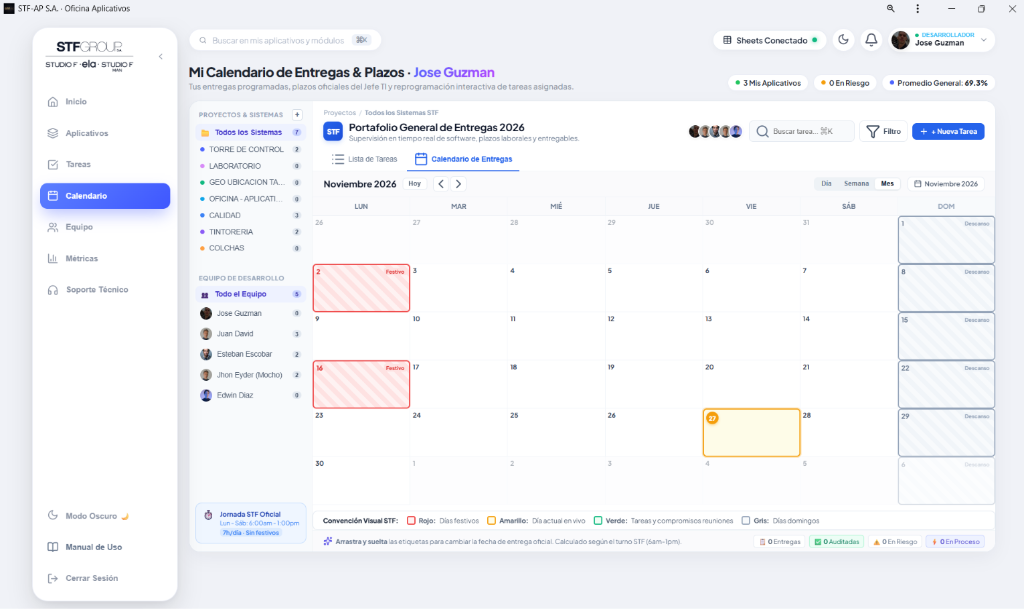 STF-AP S.A. - Oficina Aplicativos
STFGROUP S.A.
STUDIO F · ela · STUDIO F MAN
Inicio
Aplicativos
Tareas
Calendario
Equipo
Métricas
Soporte Técnico
Modo Oscuro
Manual de Uso
Cerrar Sesión
Buscar en mis aplicativos y módulos ⌘K
Sheets Conectado
DESARROLLADOR
Jose Guzman
Mi Calendario de Entregas & Plazos · Jose Guzman
Tus entregas programadas, plazos oficiales del Jefe TI y reprogramación interactiva de tareas asignadas.
3 Mis Aplicativos
0 En Riesgo
Promedio General: 69.3%
PROYECTOS & SISTEMAS +
Todos los Sistemas 7
TORRE DE CONTROL 2
LABORATORIO 0
GEO UBICACION TA... 0
OFICINA - APLICATI... 0
CALIDAD 3
TINTORERIA 2
COLCHAS 0
EQUIPO DE DESARROLLO
Todo el Equipo 5
Jose Guzman 0
Juan David 3
Esteban Escobar 2
Jhon Eyder (Mocho) 2
Edwin Diaz 0
Jornada STF Oficial
Lun - Sáb: 6:00am - 1:00pm
7h/día · Sin festivos
Proyectos / Todos los Sistemas STF
STF
Portafolio General de Entregas 2026
Supervisión en tiempo real de software, plazos laborales y entregables.
Buscar tarea... ⌘K
Filtro
+ + Nueva Tarea
Lista de Tareas
Calendario de Entregas
Noviembre 2026
Hoy
Día Semana Mes
Noviembre 2026
LUN MAR MIÉ JUE VIE SÁB DOM
26 27 28 29 30 31 1 Descanso
2 Festivo 3 4 5 6 7 8 Descanso
9 10 11 12 13 14 15 Descanso
16 Festivo 17 18 19 20 21 22 Descanso
23 24 25 26 27 28 29 Descanso
30 1 2 3 4 5 6 Descanso
Convención Visual STF: Rojo: Días festivos Amarillo: Día actual en vivo Verde: Tareas y compromisos reuniones Gris: Días domingos
Arrastra y suelta las etiquetas para cambiar la fecha de entrega oficial. Calculado según el turno STF (6am-1pm).
0 Entregas
0 Auditadas
0 En Riesgo
0 En Proceso